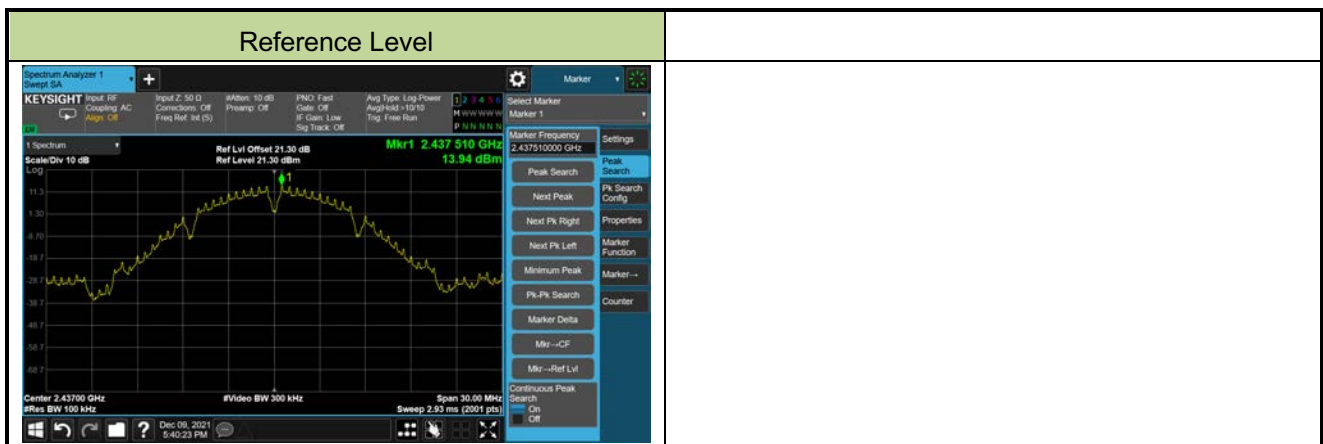 Reference Level
Spectrum Analyzer 1
Swept SA
Marker
KEYSIGHT
Input: RF
Coupling: AC
Align: Off
Input Z: 50 Ω
Corrections: Off
Freq Ref: Int (S)
#Atten: 10 dB
Preamp: Off
PNO: Fast
Gate: Off
IF Gain: Low
Sig Track: Off
Avg Type: Log-Power
Avg|Hold:>10/10
Trig: Free Run
1 2 3 4 5 6
M W W W W W
P N N N N N
Select Marker
Marker 1
1 Spectrum
Scale/Div 10 dB
Log
Ref Lvl Offset 21.30 dB
Ref Level 21.30 dBm
Mkr1 2.437 510 GHz
13.94 dBm
1
11.3
1.30
-8.70
-18.7
-28.7
-38.7
-48.7
-58.7
-68.7
Center 2.43700 GHz
#Res BW 100 kHz
#Video BW 300 kHz
Span 30.00 MHz
Sweep 2.93 ms (2001 pts)
Marker Frequency
2.437510000 GHz
Peak Search
Next Peak
Next Pk Right
Next Pk Left
Minimum Peak
Pk-Pk Search
Marker Delta
Mkr→CF
Mkr→Ref Lvl
Continuous Peak
Search
On
Off
Settings
Peak
Search
Pk Search
Config
Properties
Marker
Function
Marker→
Counter
?
Dec 09, 2021
5:40:23 PM